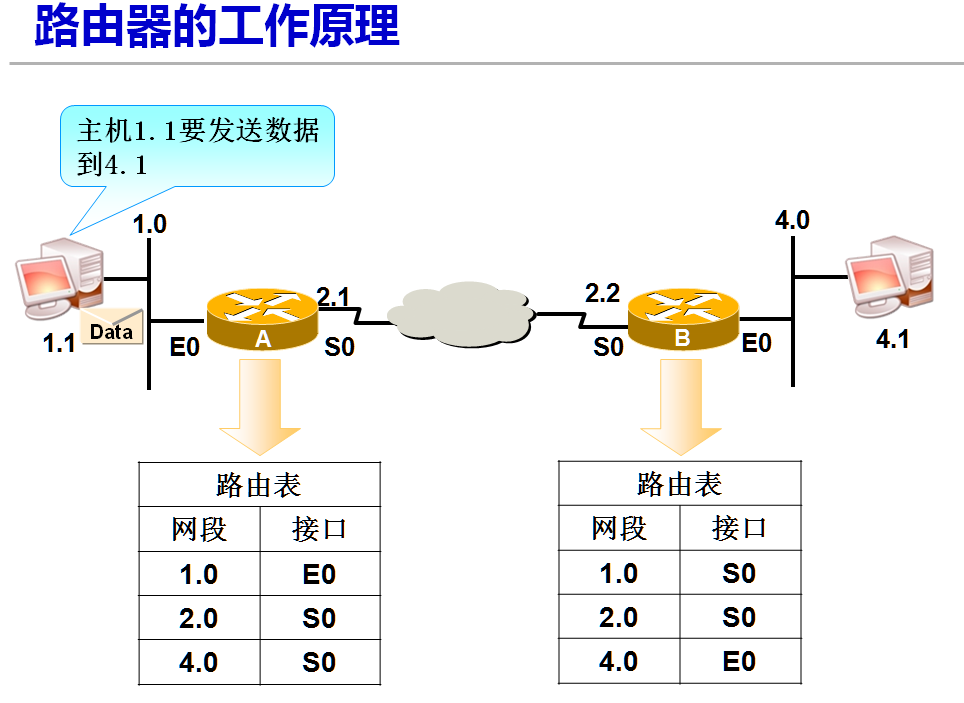 路由器的工作原理
主机1.1要发送数据
到4.1
1.0
4.0
2.1
2.2
1.1
Data
E0
A
S0
S0
B
E0
4.1
路由表
网段 接口
1.0 E0
2.0 S0
4.0 S0
路由表
网段 接口
1.0 S0
2.0 S0
4.0 E0